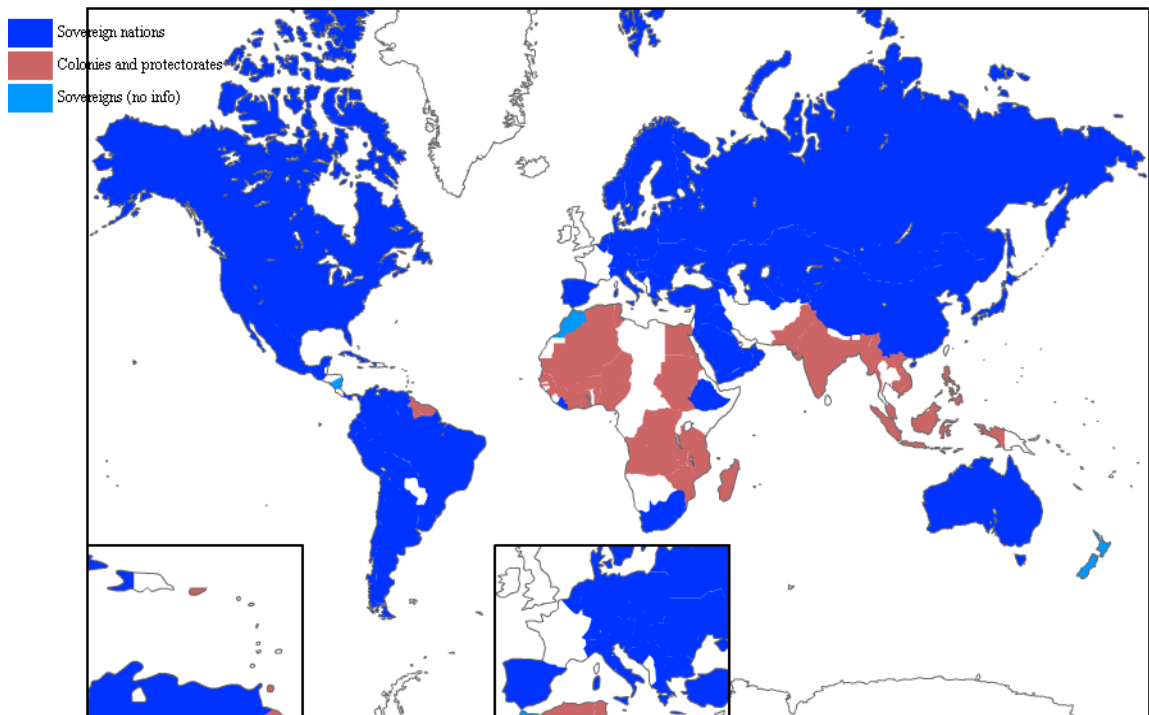 Sovereign nations
Colonies and protectorates
Sovereigns (no info)